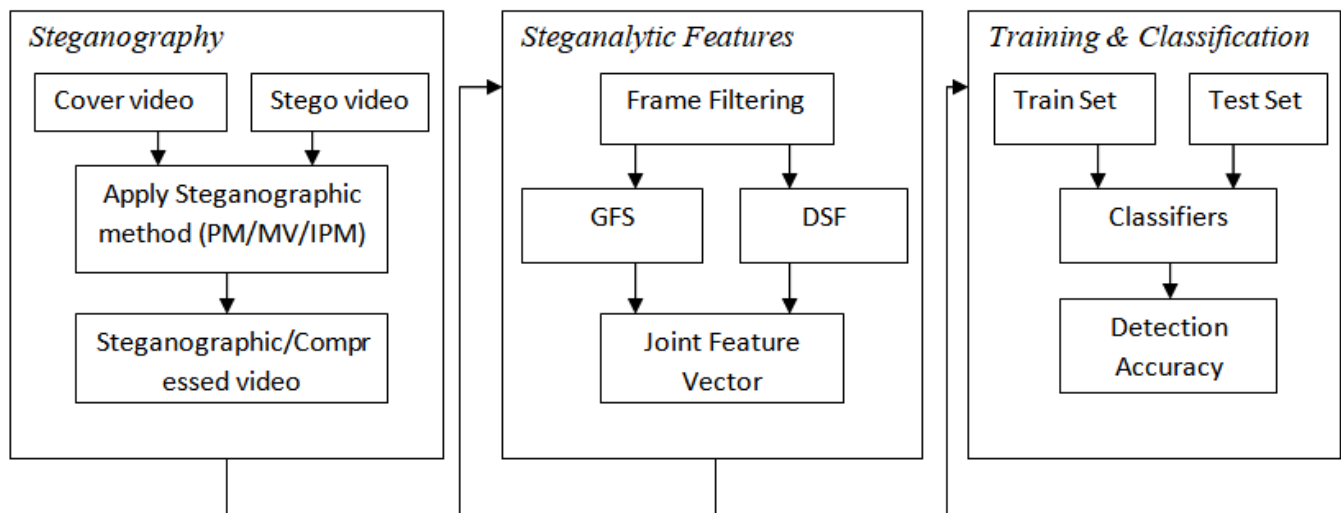 Steganography
Cover video
Stego video
Apply Steganographic
method (PM/MV/IPM)
Steganographic/Compr
essed video
Steganalytic Features
Frame Filtering
GFS
DSF
Joint Feature
Vector
Training & Classification
Train Set
Test Set
Classifiers
Detection
Accuracy